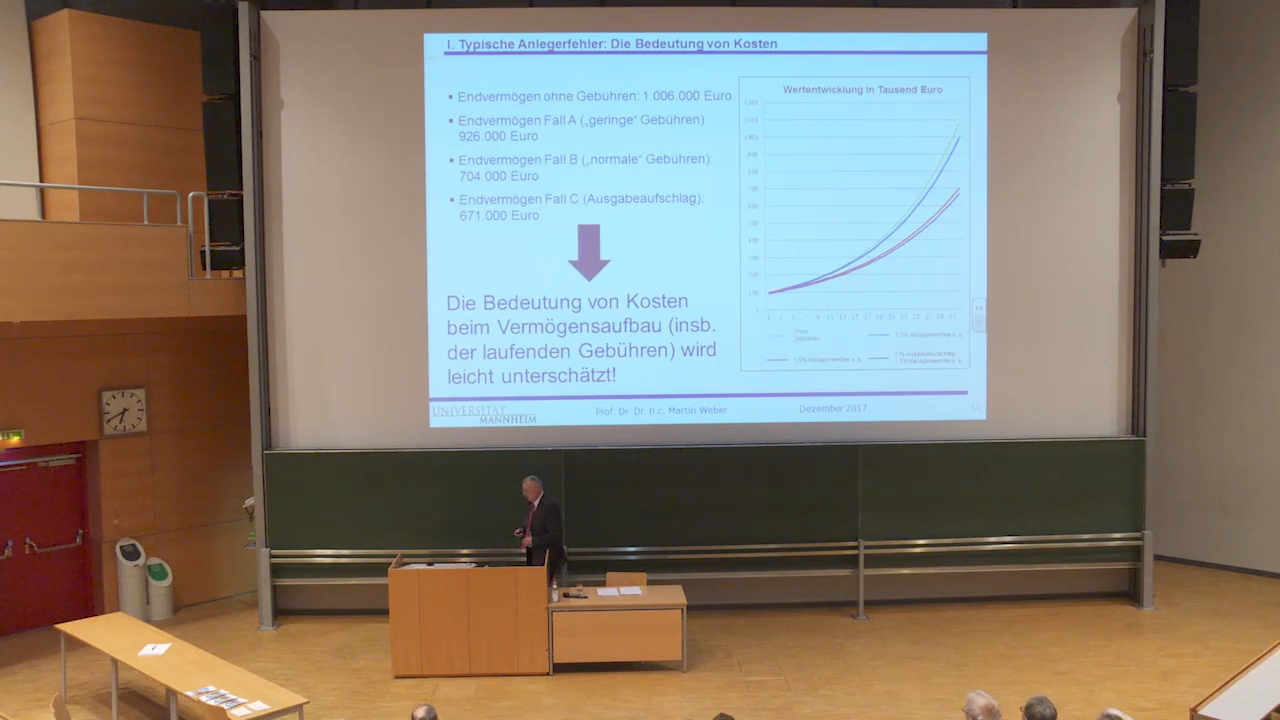 I. Typische Anlegerfehler: Die Bedeutung von Kosten
▪ Endvermögen ohne Gebühren: 1.006.000 Euro
▪ Endvermögen Fall A („geringe“ Gebühren):
926.000 Euro
▪ Endvermögen Fall B („normale“ Gebühren):
704.000 Euro
▪ Endvermögen Fall C (Ausgabeaufschlag):
671.000 Euro
Die Bedeutung von Kosten
beim Vermögensaufbau (insb.
der laufenden Gebühren) wird
leicht unterschätzt!
Wertentwicklung in Tausend Euro
Ohne
Gebühren
UNIVERSITÄT
MANNHEIM
Prof. Dr. Dr. h.c. Martin Weber
Dezember 2017